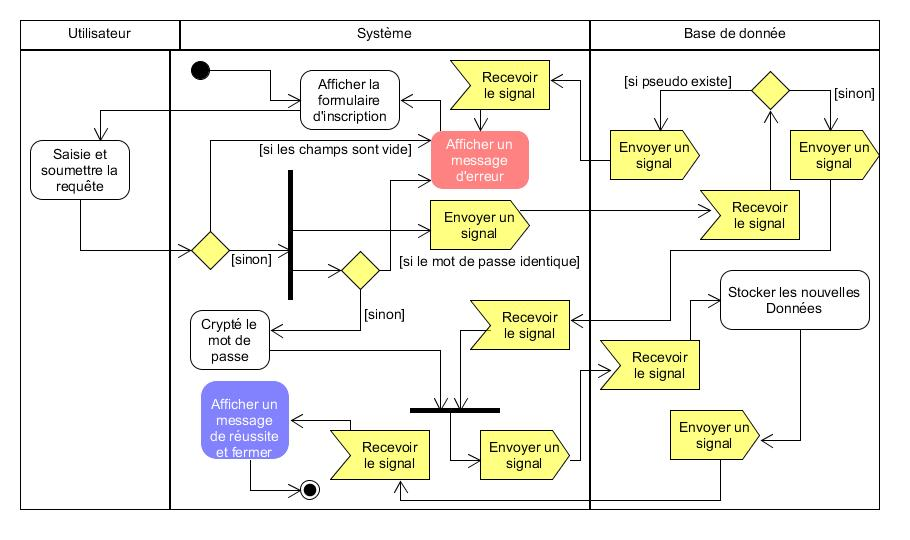 Utilisateur
Système
Base de donnée
Afficher la
formulaire
d'inscription
Recevoir
le signal
[si pseudo existe]
[sinon]
Saisie et
soumettre la
requête
[si les champs sont vide]
Afficher un
message
d'erreur
Envoyer un
signal
Envoyer un
signal
Envoyer un
signal
Recevoir
le signal
[sinon]
[si le mot de passe identique]
Crypté le
mot de
passe
[sinon]
Recevoir
le signal
Stocker les nouvelles
Données
Recevoir
le signal
Afficher un
message
de réussite
et fermer
Recevoir
le signal
Envoyer un
signal
Envoyer un
signal